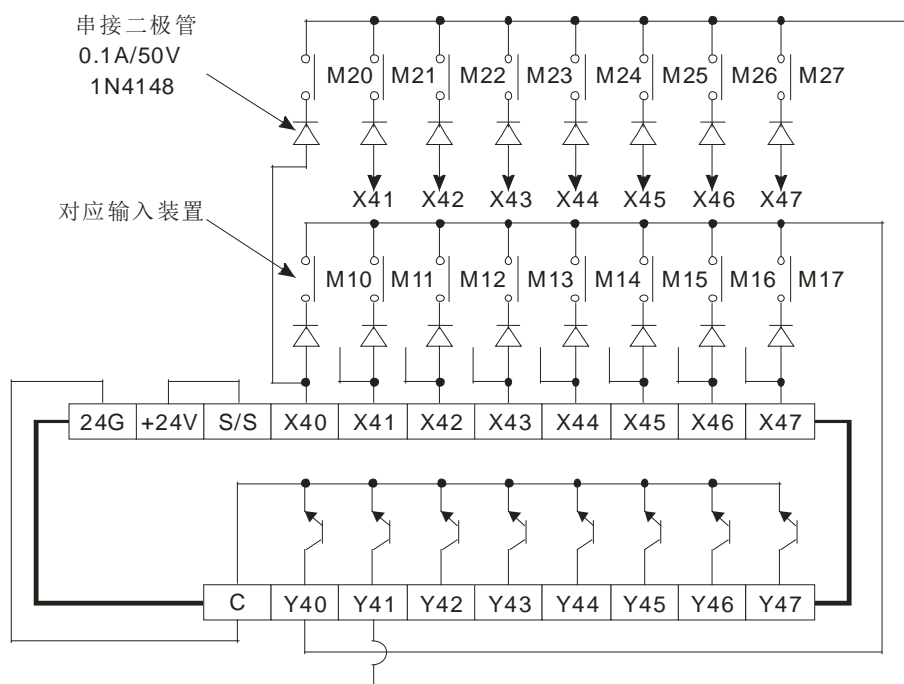 串接二极管
0.1A/50V
1N4148
M20 M21 M22 M23 M24 M25 M26 M27
X41 X42 X43 X44 X45 X46 X47
对应输入装置
M10 M11 M12 M13 M14 M15 M16 M17
24G +24V S/S X40 X41 X42 X43 X44 X45 X46 X47
C Y40 Y41 Y42 Y43 Y44 Y45 Y46 Y47